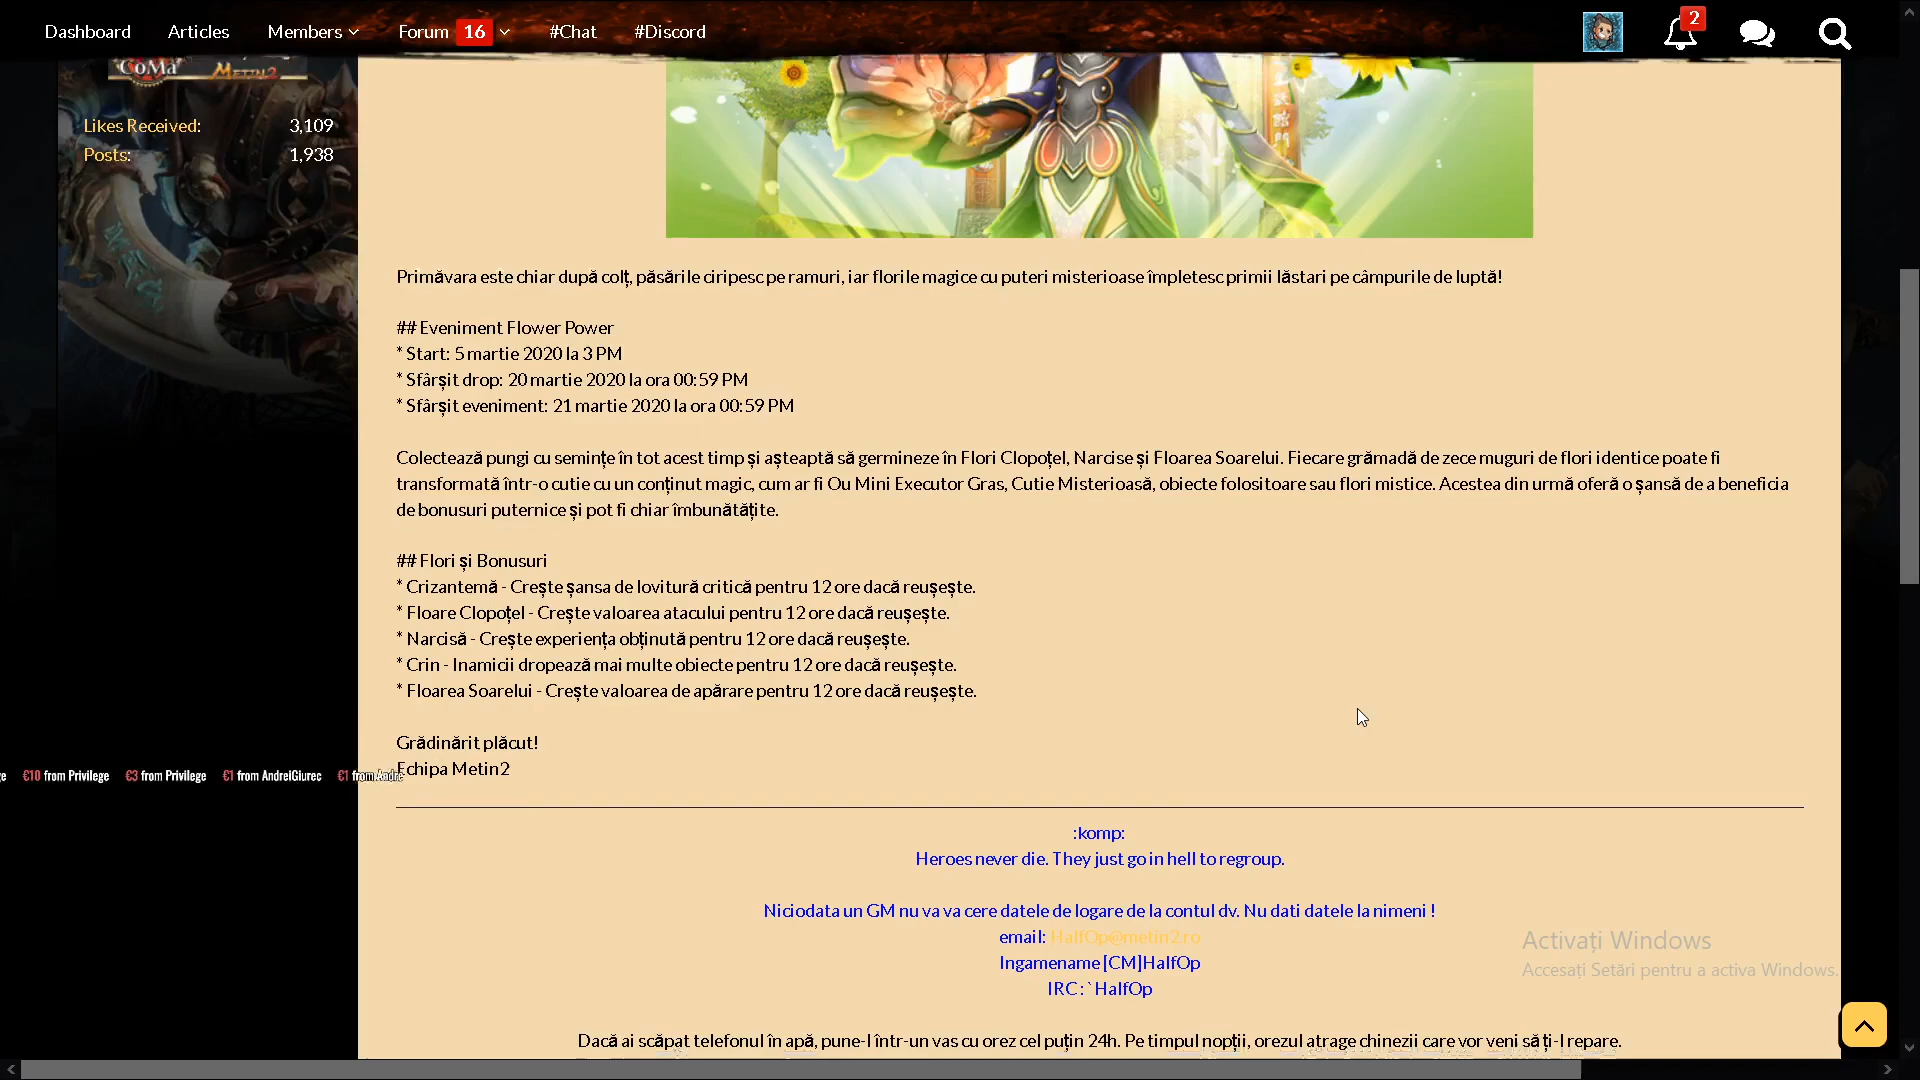 Dashboard Articles Members Forum 16 #Chat #Discord 2
CoMa METIN2
Likes Received: 3,109
Posts: 1,938
Primăvara este chiar după colț, păsările ciripesc pe ramuri, iar florile magice cu puteri misterioase împletesc primii lăstari pe câmpurile de luptă!
## Eveniment Flower Power
* Start: 5 martie 2020 la 3 PM
* Sfârșit drop: 20 martie 2020 la ora 00:59 PM
* Sfârșit eveniment: 21 martie 2020 la ora 00:59 PM
Colectează pungi cu semințe în tot acest timp și așteaptă să germineze în Flori Clopoțel, Narcise și Floarea Soarelui. Fiecare grămadă de zece muguri de flori identice poate fi
transformată într-o cutie cu un conținut magic, cum ar fi Ou Mini Executor Gras, Cutie Misterioasă, obiecte folositoare sau flori mistice. Acestea din urmă oferă o șansă de a beneficia
de bonusuri puternice și pot fi chiar îmbunătățite.
## Flori și Bonusuri
* Crizantemă - Crește șansa de lovitură critică pentru 12 ore dacă reușește.
* Floare Clopoțel - Crește valoarea atacului pentru 12 ore dacă reușește.
* Narcisă - Crește experiența obținută pentru 12 ore dacă reușește.
* Crin - Inamicii dropează mai multe obiecte pentru 12 ore dacă reușește.
* Floarea Soarelui - Crește valoarea de apărare pentru 12 ore dacă reușește.
Grădinărit plăcut!
Echipa Metin2
€10 from Privilege €3 from Privilege €1 from AndreiGiurec €1 from Andre
:komp:
Heroes never die. They just go in hell to regroup.
Niciodata un GM nu va va cere datele de logare de la contul dv. Nu dati datele la nimeni !
email: HalfOp@metin2.ro
Ingamename [CM]HalfOp
IRC : `HalfOp
Activați Windows
Accesați Setări pentru a activa Windows.
Dacă ai scăpat telefonul în apă, pune-l într-un vas cu orez cel puțin 24h. Pe timpul nopții, orezul atrage chinezii care vor veni să ți-l repare.